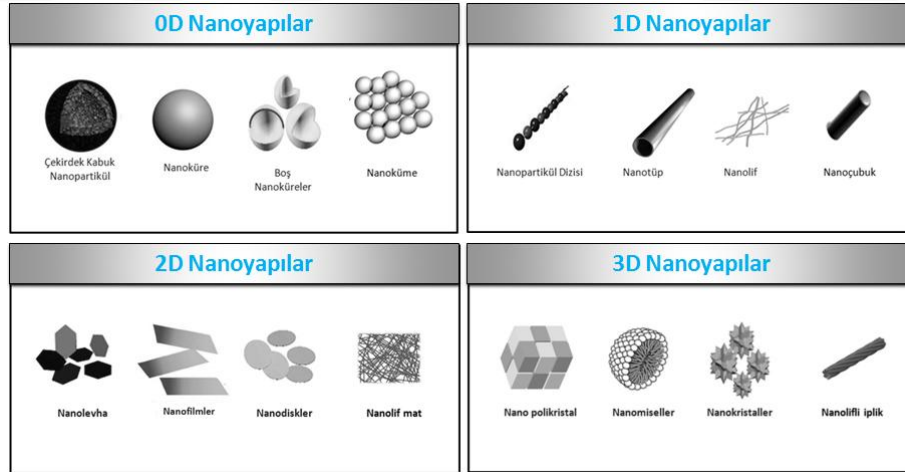 0D Nanoyapılar
Çekirdek Kabuk
Nanopartikül
Nanoküre
Boş
Nanoküreler
Nanoküme
1D Nanoyapılar
Nanopartikül Dizisi
Nanotüp
Nanolif
Nanoçubuk
2D Nanoyapılar
Nanolevha
Nanofilmler
Nanodiskler
Nanolif mat
3D Nanoyapılar
Nano polikristal
Nanomiseller
Nanokristaller
Nanolifli iplik